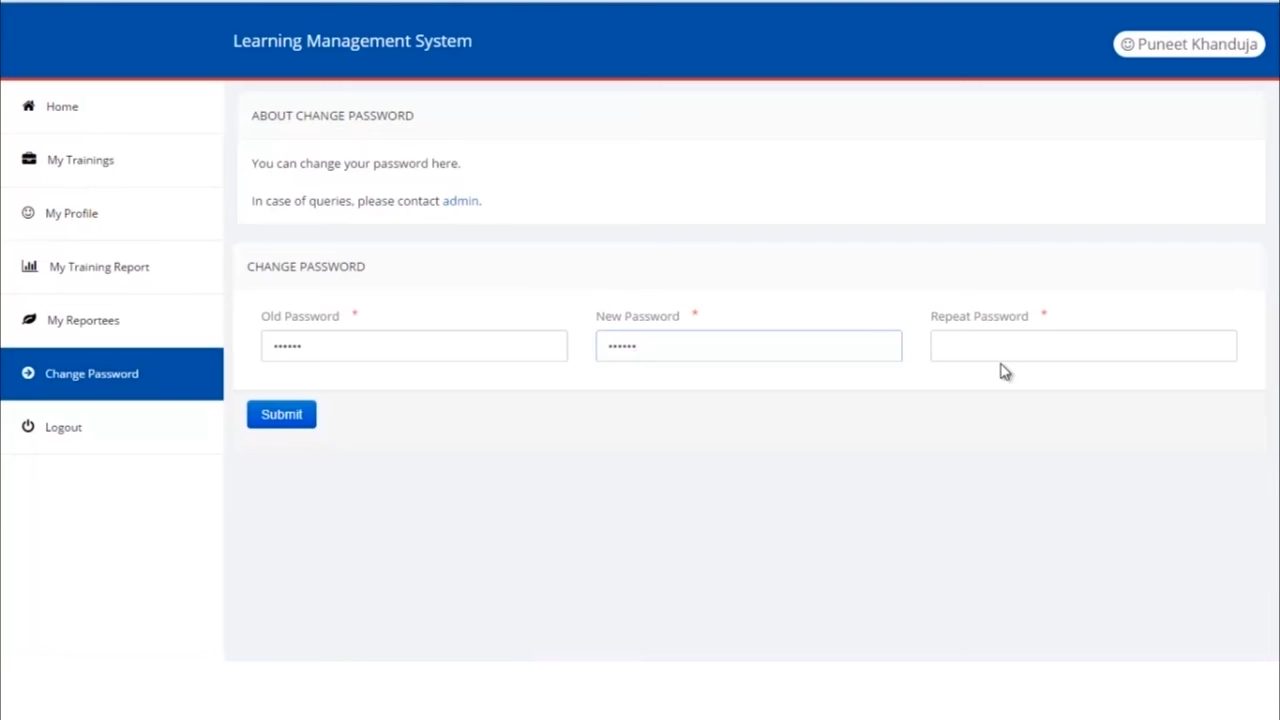 Learning Management System
Puneet Khanduja
Home
My Trainings
My Profile
My Training Report
My Reportees
Change Password
Logout
ABOUT CHANGE PASSWORD
You can change your password here.
In case of queries, please contact admin.
CHANGE PASSWORD
Old Password * New Password * Repeat Password *
•••••• ••••••
Submit